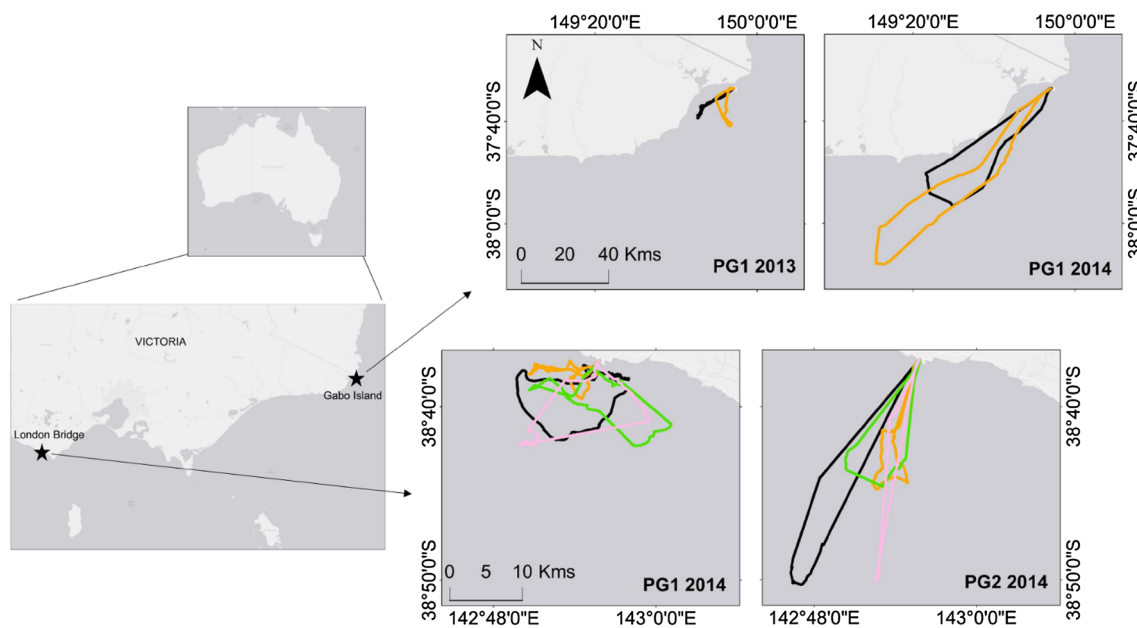 149°20'0"E 150°0'0"E
149°20'0"E 150°0'0"E
N
37°40'0"S
38°0'0"S
0 20 40 Kms
PG1 2013
37°40'0"S
38°0'0"S
PG1 2014
VICTORIA
Gabo Island
London Bridge
38°40'0"S
38°50'0"S
0 5 10 Kms
PG1 2014
142°48'0"E 143°0'0"E
38°40'0"S
38°50'0"S
PG2 2014
142°48'0"E 143°0'0"E